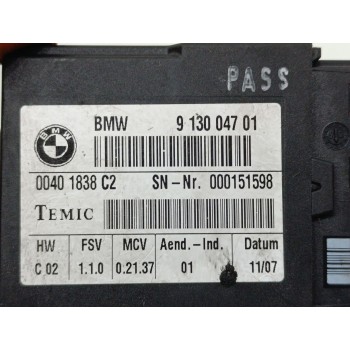 PASS
BMW
BMW 9 130 047 01
0040 1838 C2 SN-Nr. 000151598
TEMIC
HW FSV MCV Aend.-Ind. Datum
C 02 1.1.0 0.21.37 01 11/07